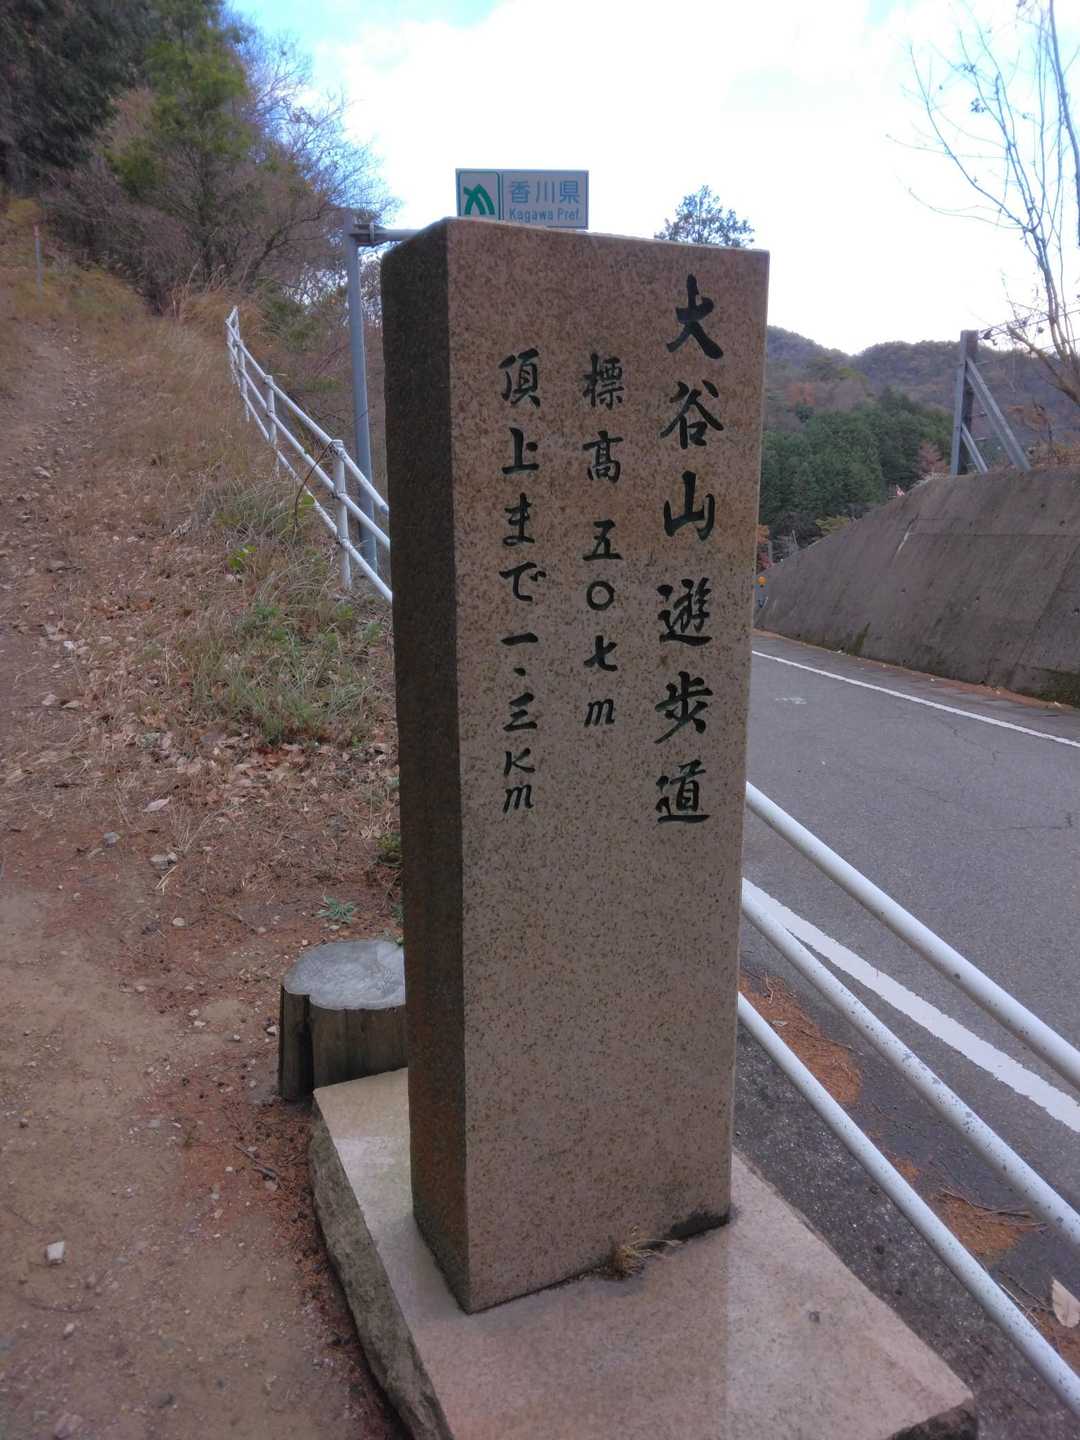 香川県
Kagawa Pref.
大谷山遊歩道
標高五〇七m
頂上まで一.三Km